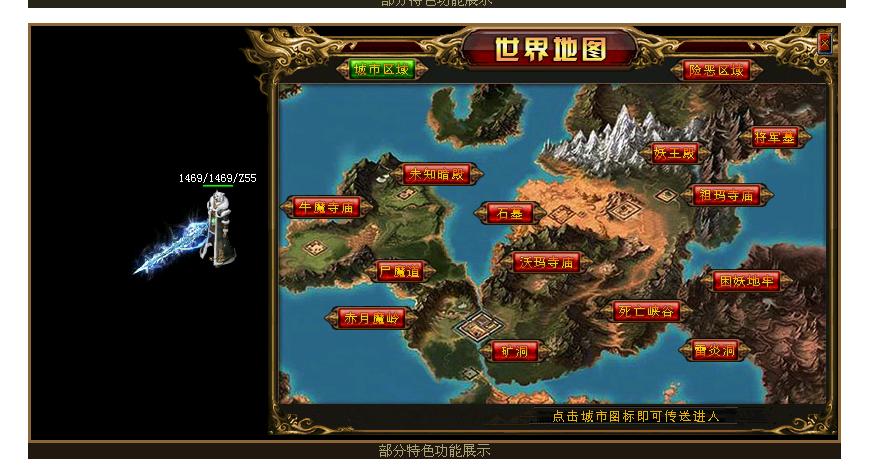 部分特色功能展示
世界地图
城市区域
险恶区域
将军墓
妖王殿
未知暗殿
祖玛寺庙
牛魔寺庙
石墓
沃玛寺庙
尸魔道
困妖地牢
死亡峡谷
赤月魔岭
矿洞
雷炎洞
1469/1469/Z55
点击城市图标即可传送进入
部分特色功能展示